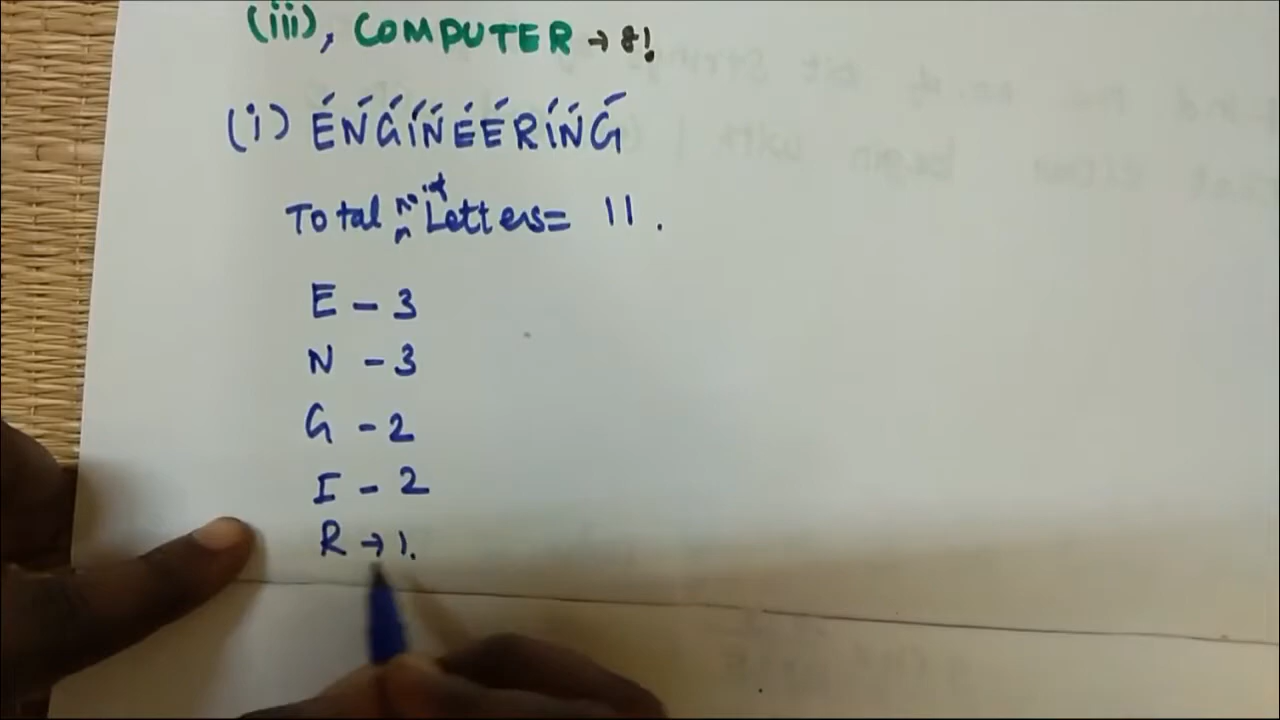 (iii), COMPUTER → 8!
(i) ENGINEERING
Total no. of Letters = 11.
E - 3
N - 3
G - 2
I - 2
R → 1.